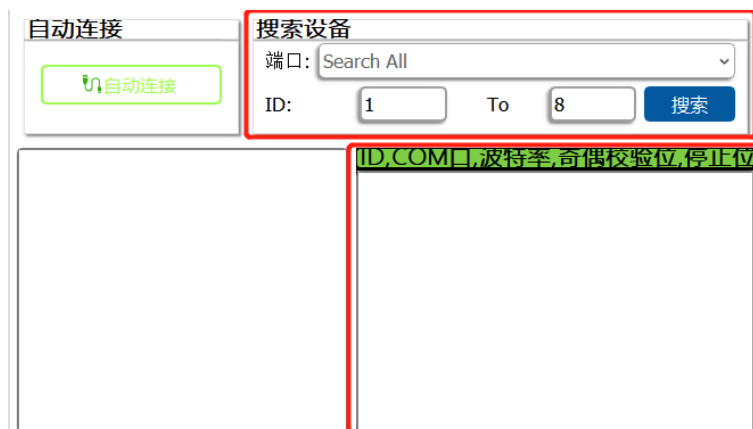 自动连接
自动连接
搜索设备
端口: Search All
ID: 1 To 8 搜索
ID,COM口,波特率,奇偶校验位,停止位